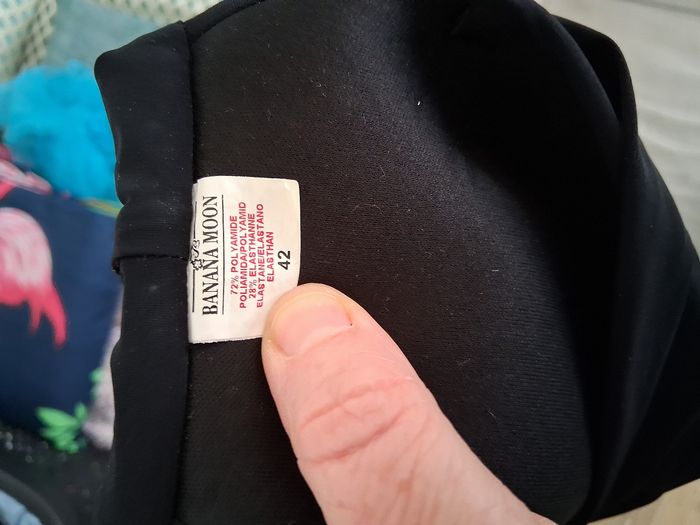 BANANA MOON
72% POLYAMIDE
POLIAMIDA/POLYAMID
28% ELASTHANNE
ELASTANE/ELASTANO
ELASTHAN
42